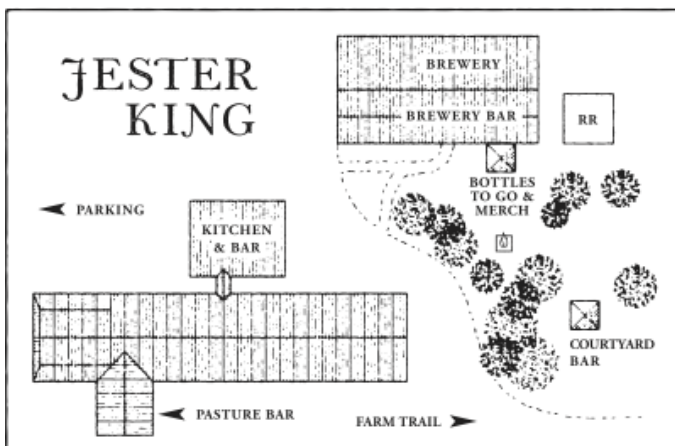 JESTER
KING
BREWERY
BREWERY BAR
RR
BOTTLES
TO GO &
MERCH
PARKING
KITCHEN
& BAR
COURTYARD
BAR
PASTURE BAR
FARM TRAIL